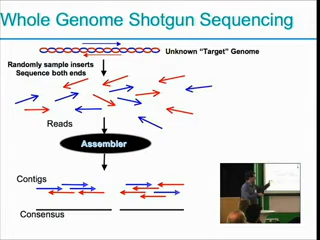 Whole Genome Shotgun Sequencing
Unknown "Target" Genome
Randomly sample inserts
Sequence both ends
Reads
Assembler
Contigs
Consensus